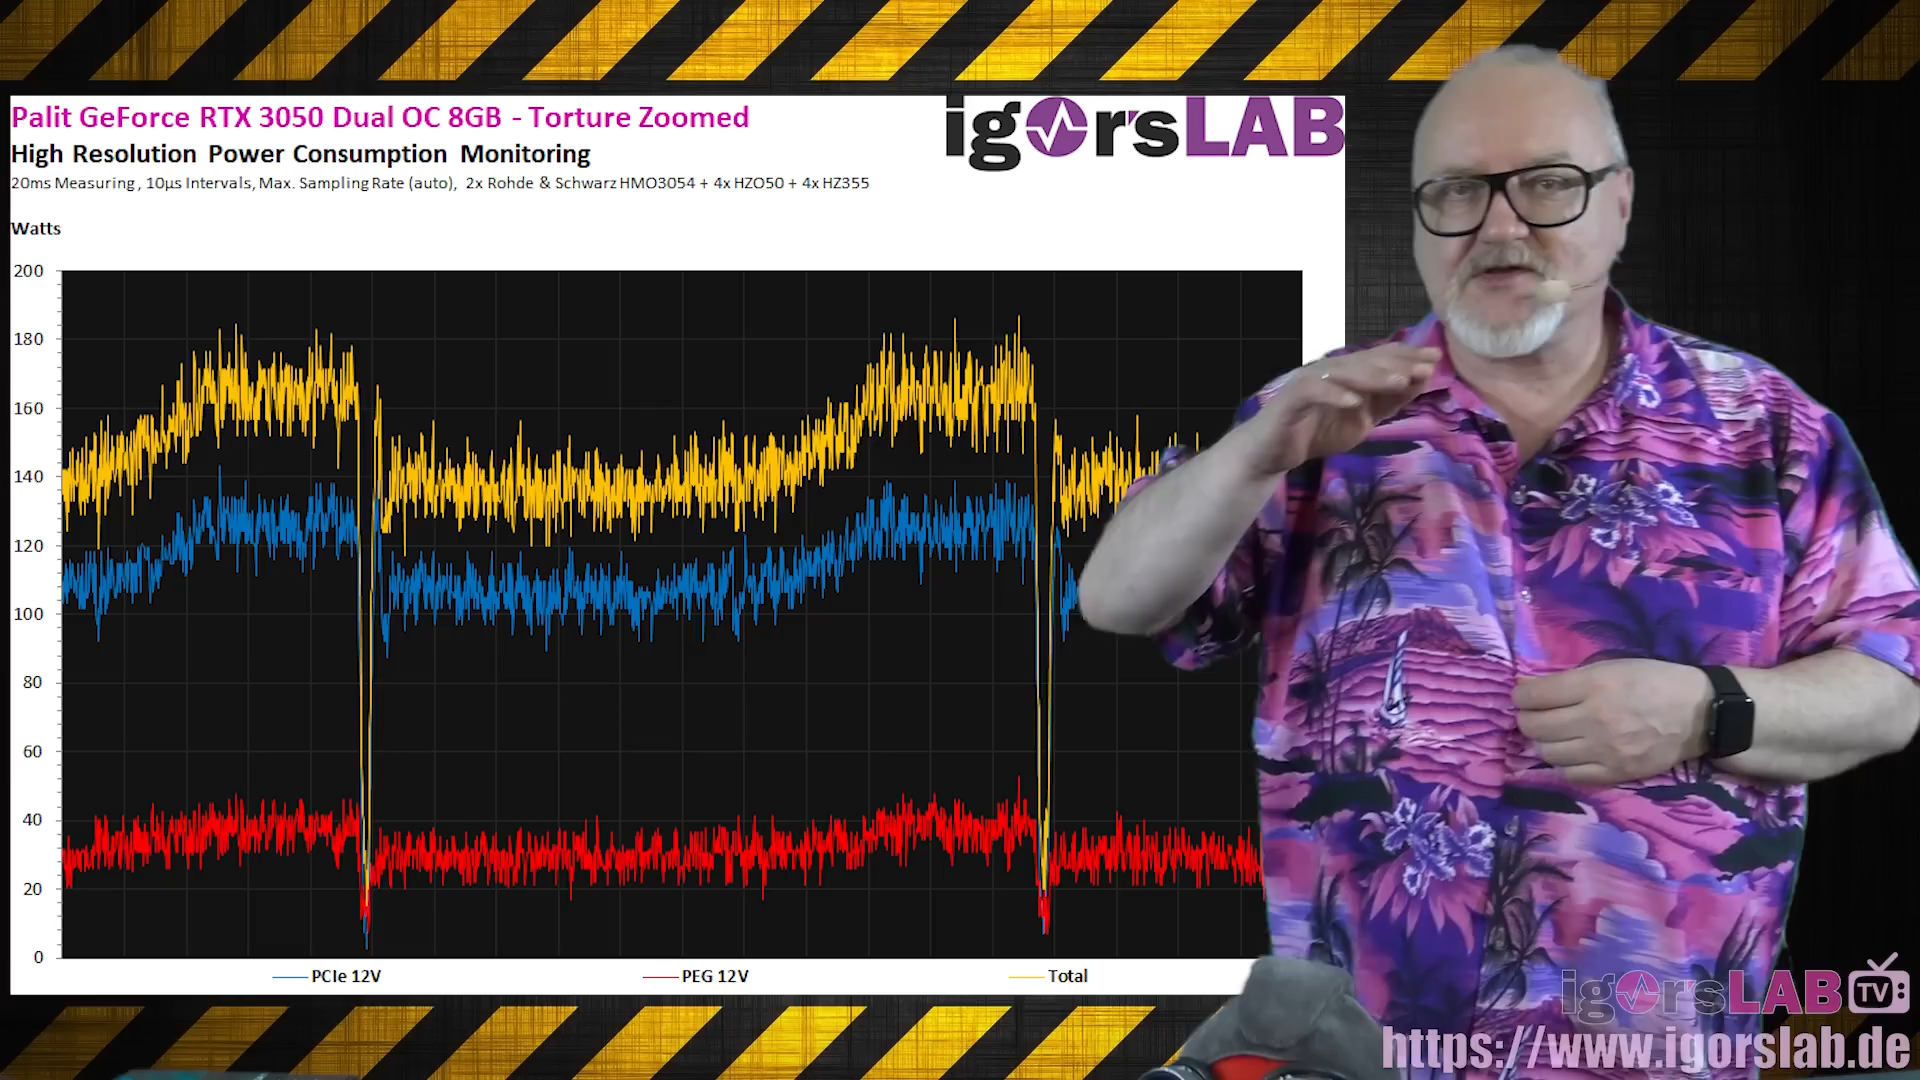 Palit GeForce RTX 3050 Dual OC 8GB - Torture Zoomed
igorsLAB
High Resolution Power Consumption Monitoring
20ms Measuring, 10µs Intervals, Max. Sampling Rate (auto), 2x Rohde & Schwarz HMO3054 + 4x HZO50 + 4x HZ355
Watts
200
180
160
140
120
100
80
60
40
20
0
PCIe 12V PEG 12V Total
igorsLAB TV
https://www.igorslab.de